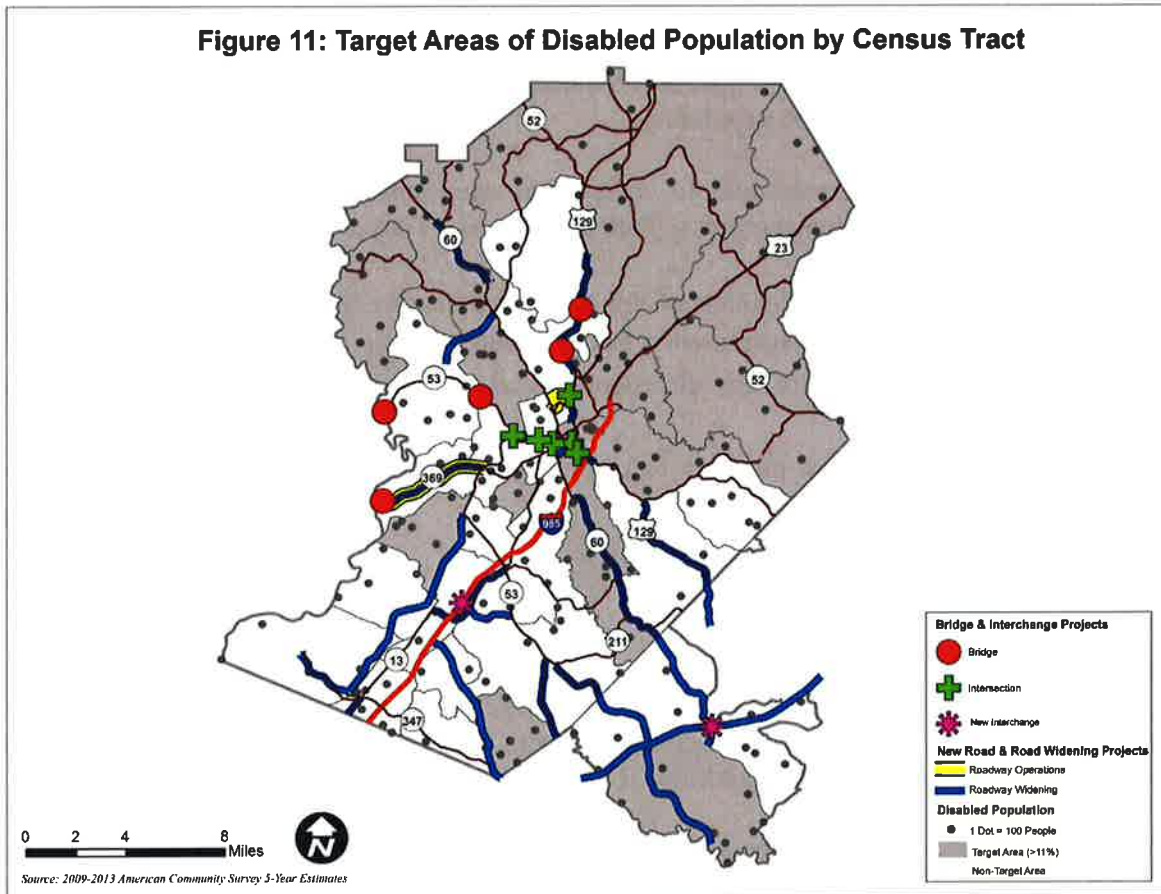 Figure 11: Target Areas of Disabled Population by Census Tract
52
129
60
23
53
52
369
985
60
129
53
211
13
347
Bridge & Interchange Projects
Bridge
Intersection
New Interchange
New Road & Road Widening Projects
Roadway Operations
Roadway Widening
Disabled Population
1 Dot = 100 People
Target Area (>11%)
Non-Target Area
0 2 4 8
Miles
N
Source: 2009-2013 American Community Survey 5-Year Estimates